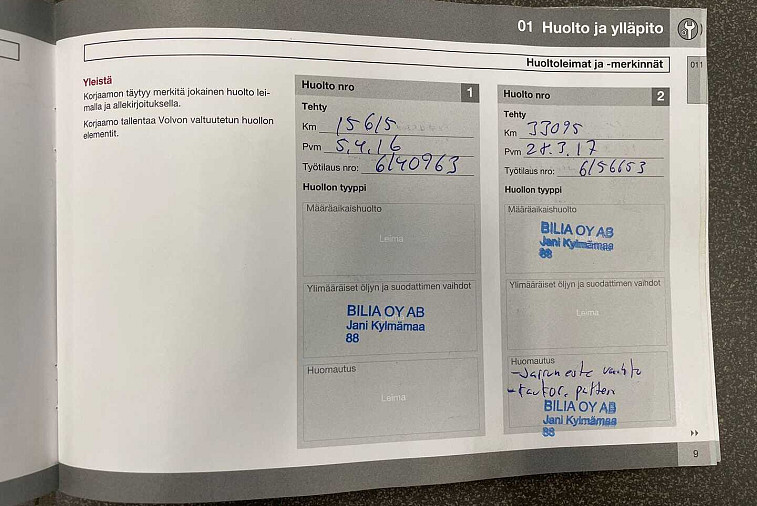 01 Huolto ja ylläpito
Huoltoleimat ja -merkinnät
011
Yleistä
Korjaamon täytyy merkitä jokainen huolto lei-
malla ja allekirjoituksella.
Korjaamo tallentaa Volvon valtuutetun huollon
elementit.
Huolto nro
1
Tehty
Km 15615
Pvm 5.4.16
Työtilaus nro: 6140963
Huollon tyyppi
Määräaikaishuolto
Leima
Ylimääräiset öljyn ja suodattimen vaihdot
BILIA OY AB
Jani Kylmämaa
88
Huomautus
Leima
Huolto nro
2
Tehty
Km 33095
Pvm 28.3.17
Työtilaus nro: 6156653
Huollon tyyppi
Määräaikaishuolto
BILIA OY AB
Jani Kylmämaa
88
Ylimääräiset öljyn ja suodattimen vaihdot
Leima
Huomautus
-Jarruneste vaihto
BILIA OY AB
Jani Kylmämaa
88
9